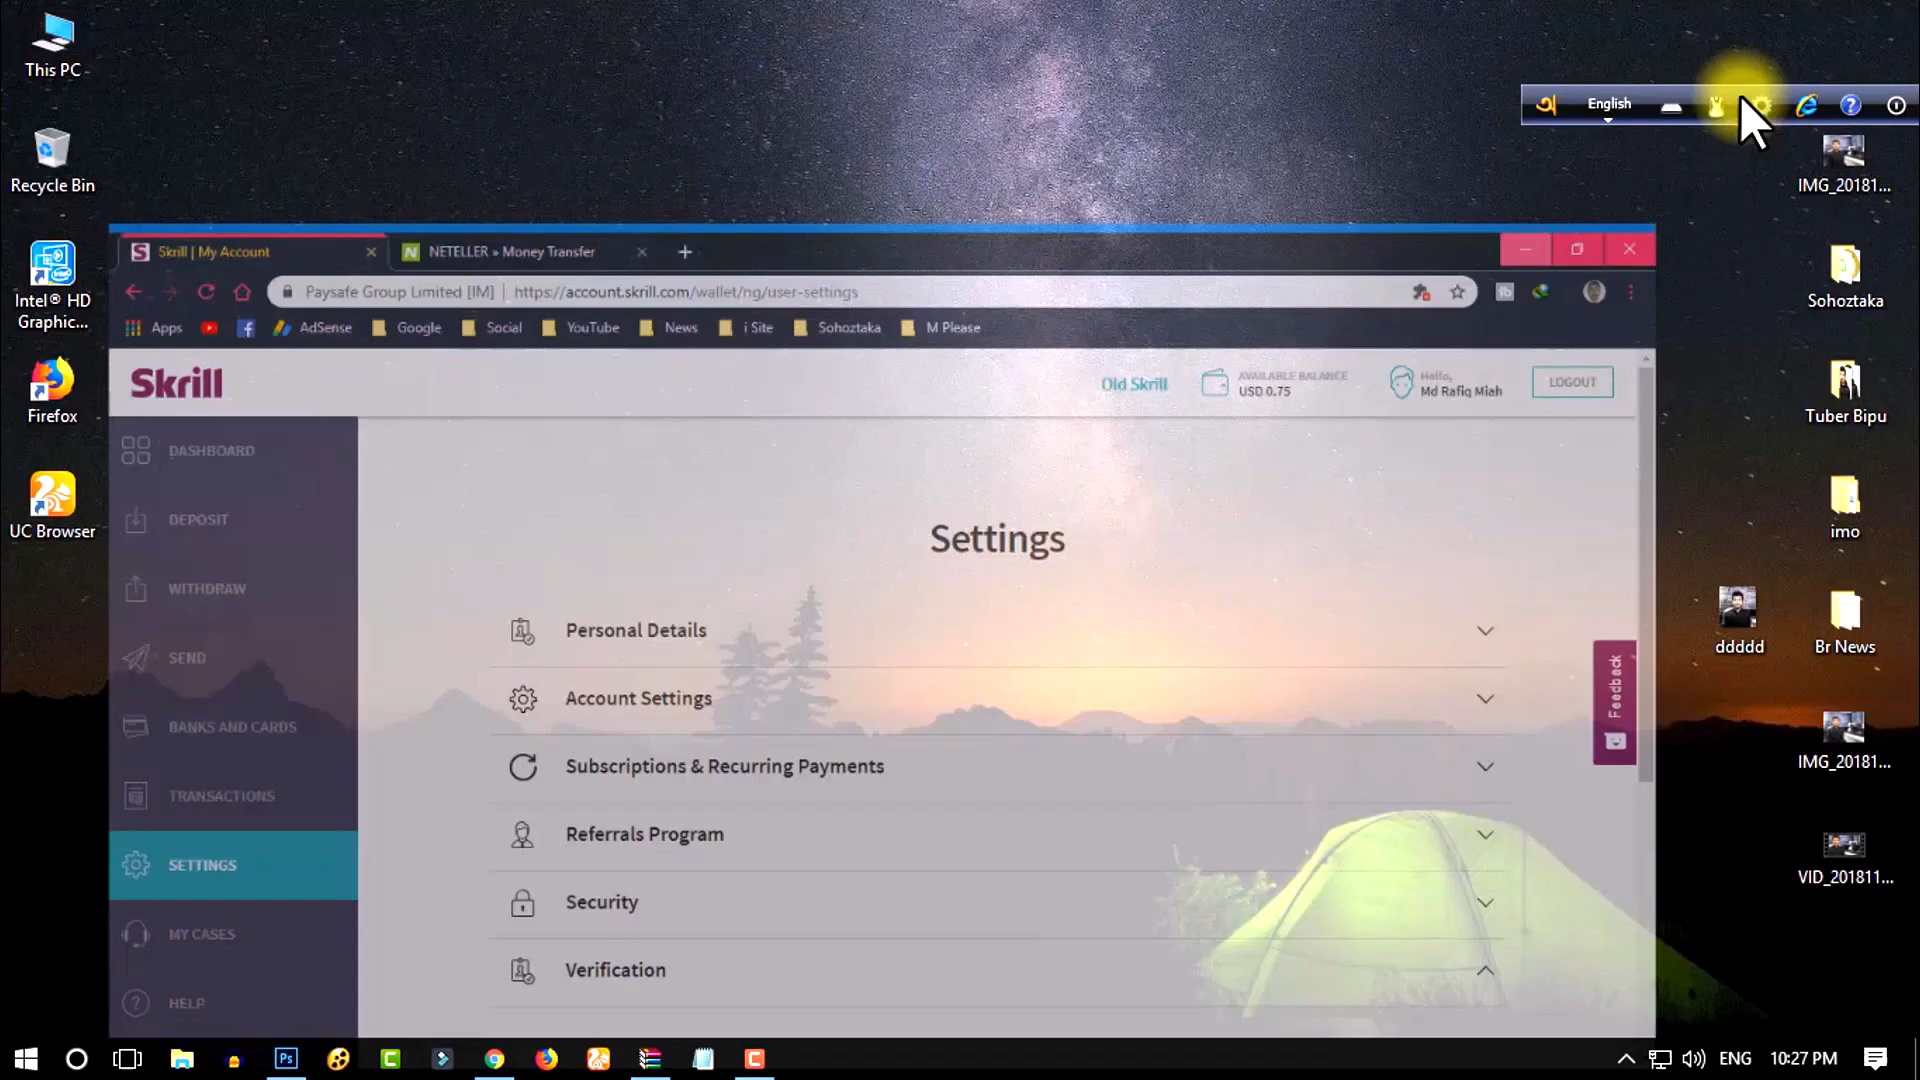 This PC
Recycle Bin
Intel® HD
Graphic...
Firefox
UC Browser
অ
English
IMG_20181...
Sohoztaka
Tuber Bipu
imo
ddddd
Br News
IMG_20181...
VID_201811...
Skrill | My Account
NETELLER » Money Transfer
Paysafe Group Limited [IM] | https://account.skrill.com/wallet/ng/user-settings
Apps
AdSense
Google
Social
YouTube
News
i Site
Sohoztaka
M Please
Skrill
Old Skrill
AVAILABLE BALANCE
USD 0.75
Hello,
Md Rafiq Miah
LOGOUT
DASHBOARD
DEPOSIT
WITHDRAW
SEND
BANKS AND CARDS
TRANSACTIONS
SETTINGS
MY CASES
HELP
Settings
Personal Details
Account Settings
Subscriptions & Recurring Payments
Referrals Program
Security
Verification
Feedback
Ps
ENG
10:27 PM